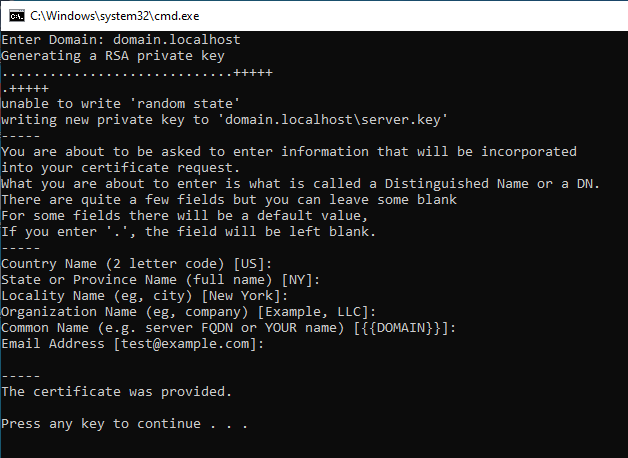 C:\Windows\system32\cmd.exe
Enter Domain: domain.localhost
Generating a RSA private key
.............................+++++
.+++++
unable to write 'random state'
writing new private key to 'domain.localhost\server.key'
-----
You are about to be asked to enter information that will be incorporated
into your certificate request.
What you are about to enter is what is called a Distinguished Name or a DN.
There are quite a few fields but you can leave some blank
For some fields there will be a default value,
If you enter '.', the field will be left blank.
-----
Country Name (2 letter code) [US]:
State or Province Name (full name) [NY]:
Locality Name (eg, city) [New York]:
Organization Name (eg, company) [Example, LLC]:
Common Name (e.g. server FQDN or YOUR name) [{{DOMAIN}}]:
Email Address [test@example.com]:
-----
The certificate was provided.
Press any key to continue . . .